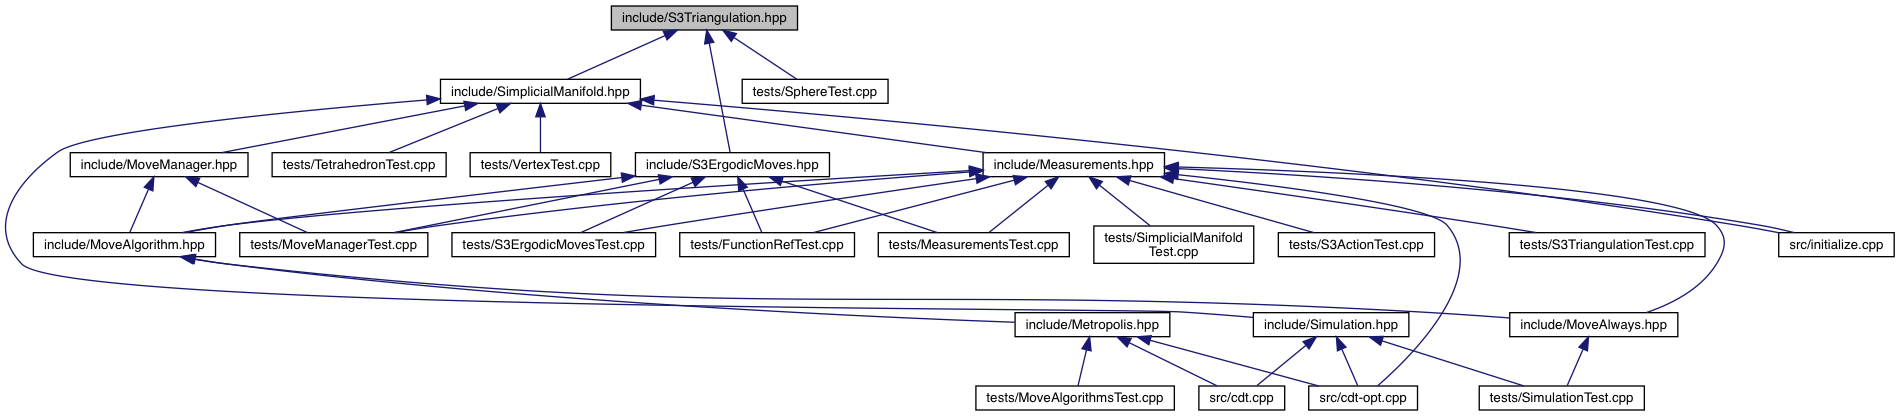 include/S3Triangulation.hpp
include/SimplicialManifold.hpp
tests/SphereTest.cpp
include/MoveManager.hpp
tests/TetrahedronTest.cpp
tests/VertexTest.cpp
include/S3ErgodicMoves.hpp
include/Measurements.hpp
include/MoveAlgorithm.hpp
tests/MoveManagerTest.cpp
tests/S3ErgodicMovesTest.cpp
tests/FunctionRefTest.cpp
tests/MeasurementsTest.cpp
tests/SimplicialManifold
Test.cpp
tests/S3ActionTest.cpp
tests/S3TriangulationTest.cpp
src/initialize.cpp
include/Metropolis.hpp
include/Simulation.hpp
include/MoveAlways.hpp
tests/MoveAlgorithmsTest.cpp
src/cdt.cpp
src/cdt-opt.cpp
tests/SimulationTest.cpp